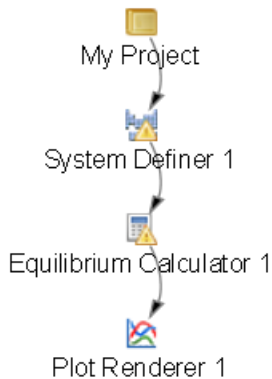 My Project
System Definer 1
Equilibrium Calculator 1
Plot Renderer 1